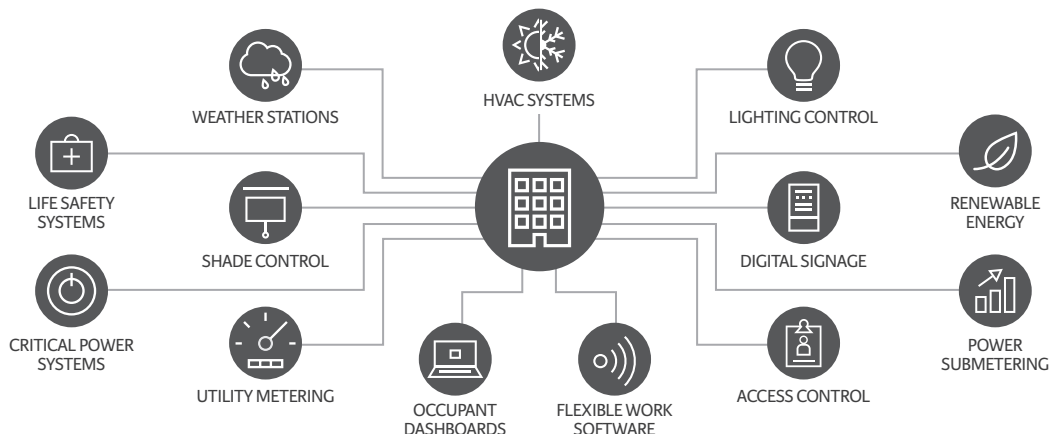 WEATHER STATIONS
HVAC SYSTEMS
LIGHTING CONTROL
LIFE SAFETY
SYSTEMS
SHADE CONTROL
DIGITAL SIGNAGE
RENEWABLE
ENERGY
CRITICAL POWER
SYSTEMS
UTILITY METERING
OCCUPANT
DASHBOARDS
FLEXIBLE WORK
SOFTWARE
ACCESS CONTROL
POWER
SUBMETERING